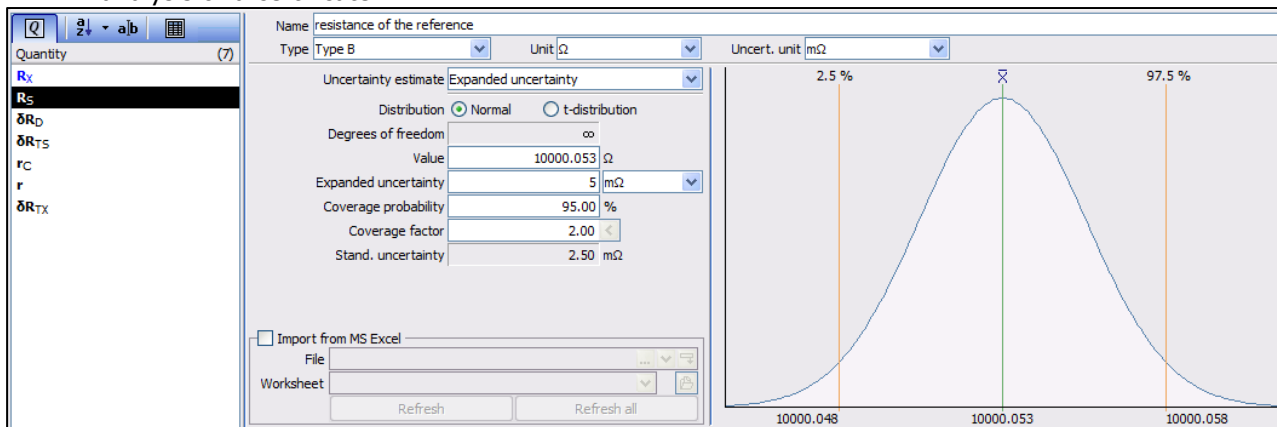 Q A Z a|b
Quantity (7)
RX
RS
δRD
δRTS
rC
r
δRTX
Name resistance of the reference
Type Type B Unit Ω Uncert. unit mΩ
Uncertainty estimate Expanded uncertainty
Distribution Normal t-distribution
Degrees of freedom ∞
Value 10000.053 Ω
Expanded uncertainty 5 mΩ
Coverage probability 95.00 %
Coverage factor 2.00 <
Stand. uncertainty 2.50 mΩ
Import from MS Excel
File ...
Worksheet
Refresh Refresh all
2.5 % x̄ 97.5 %
10000.048 10000.053 10000.058